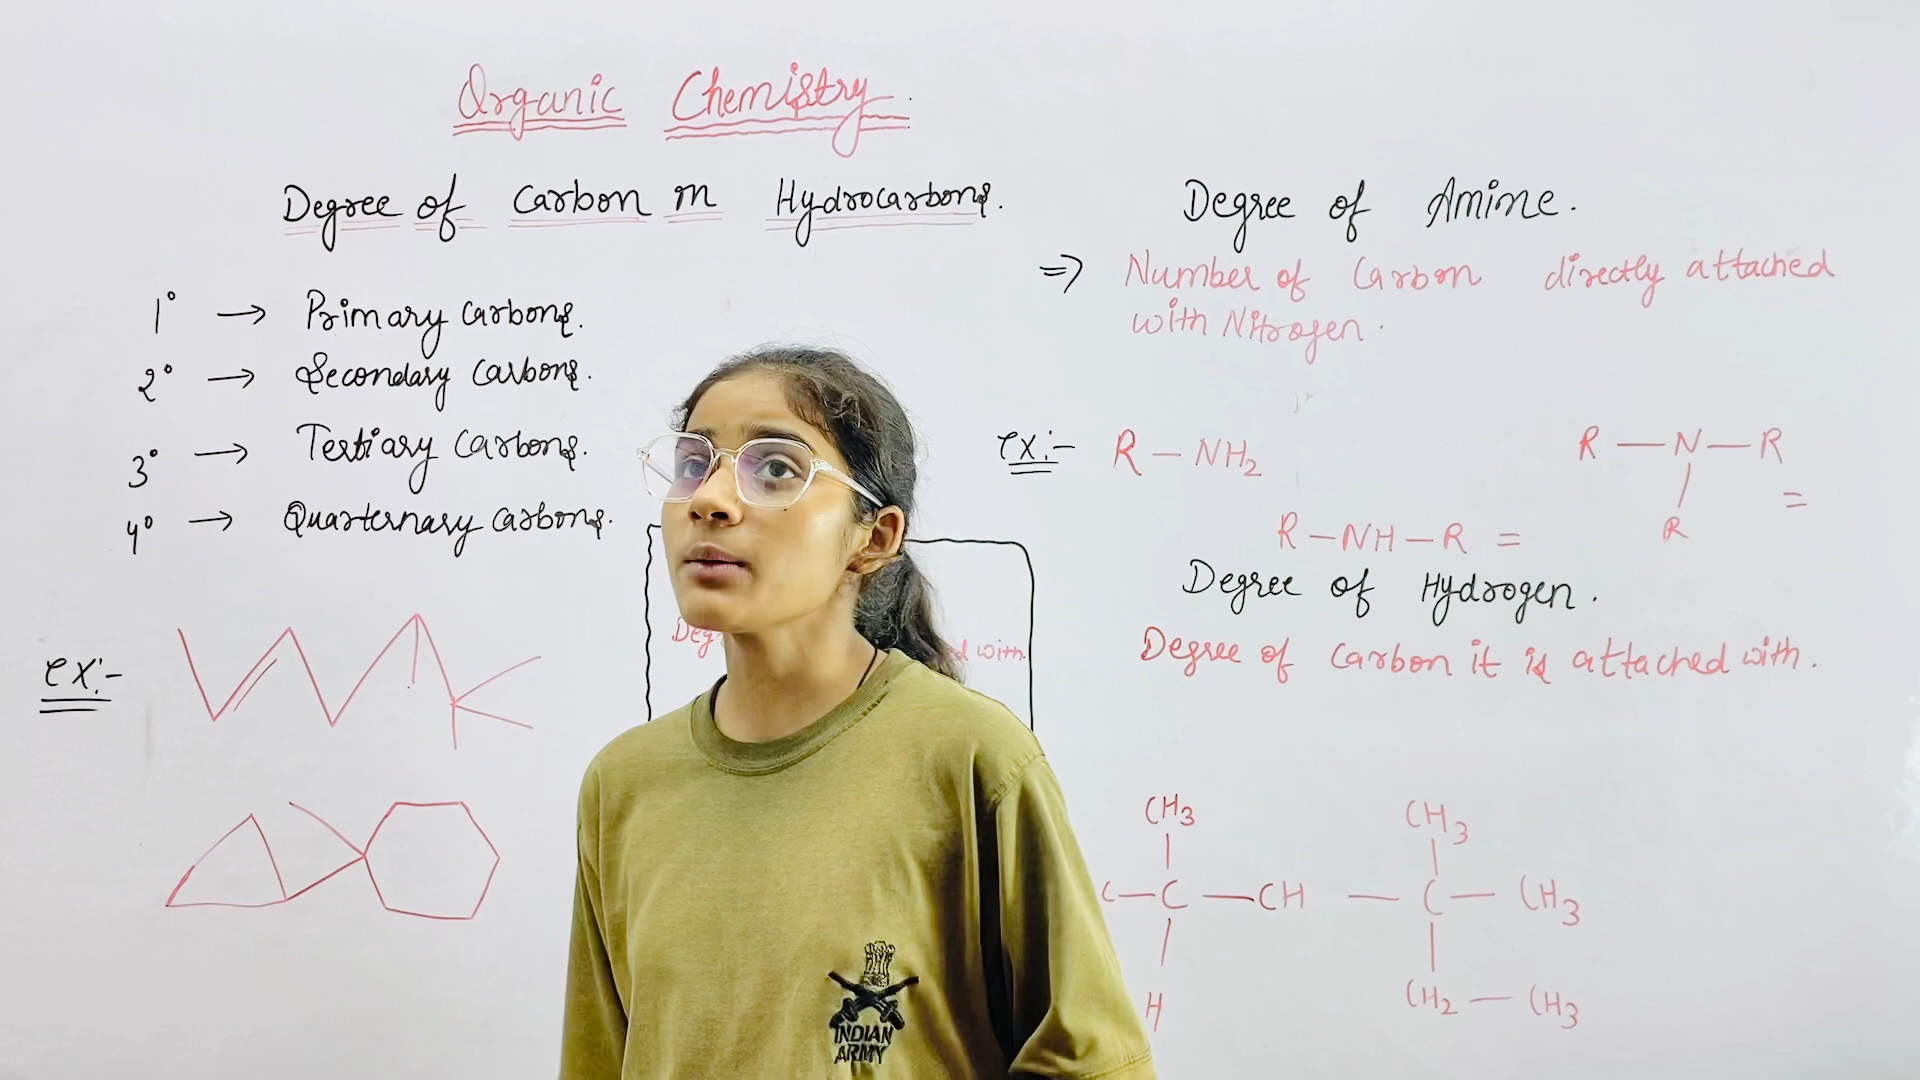 Organic Chemistry.
Degree of Carbon in Hydrocarbons.
1° → Primary Carbons.
2° → Secondary Carbons.
3° → Tertiary Carbons.
4° → Quarternary Carbons.
ex:-
Degree of Amine.
⇒ Number of Carbon directly attached
with Nitrogen.
ex:- R — NH2
R — N — R
R =
R — NH — R =
Degree of Hydrogen.
Degree of Carbon it is attached with.
with.
CH3 CH3
C — C — CH — C — CH3
H CH2 — CH3
INDIAN
ARMY